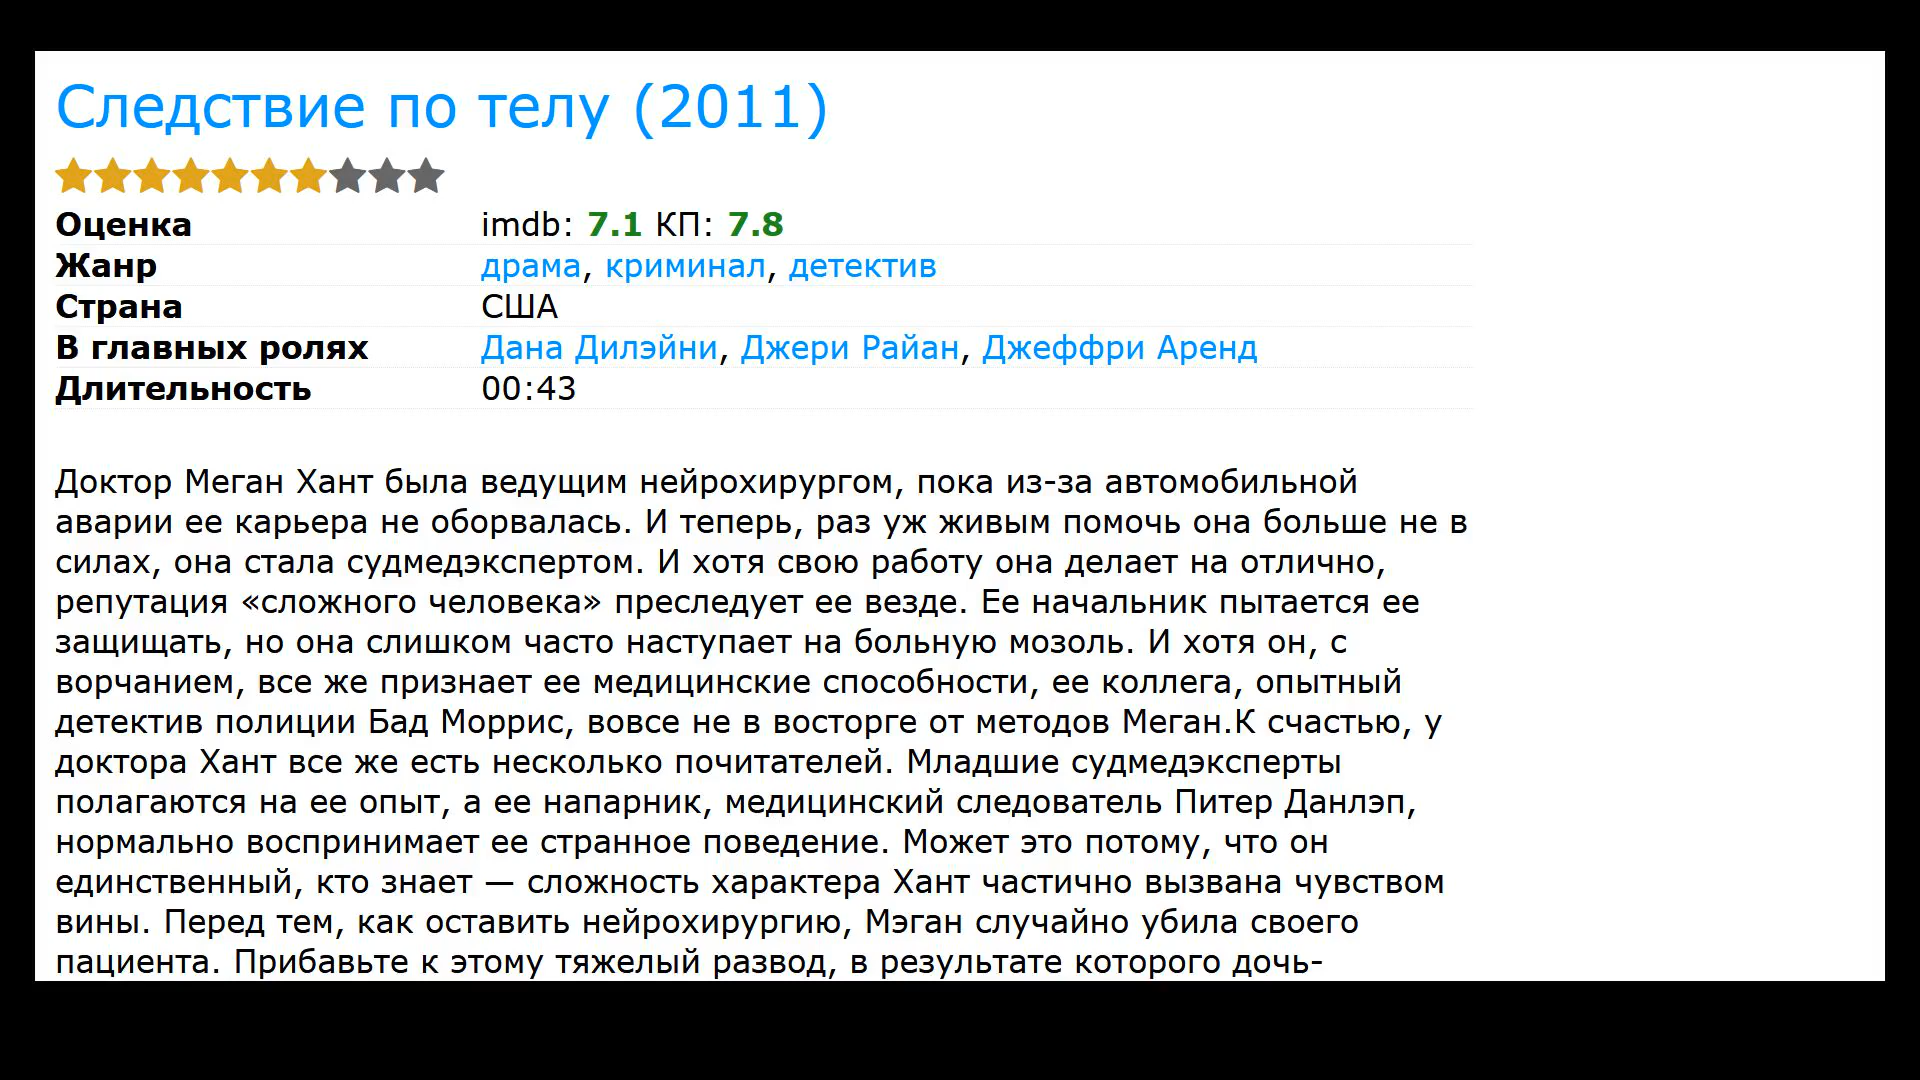 Следствие по телу (2011)
Оценка imdb: 7.1 КП: 7.8
Жанр драма, криминал, детектив
Страна США
В главных ролях Дана Дилэйни, Джери Райан, Джеффри Аренд
Длительность 00:43
Доктор Меган Хант была ведущим нейрохирургом, пока из-за автомобильной
аварии ее карьера не оборвалась. И теперь, раз уж живым помочь она больше не в
силах, она стала судмедэкспертом. И хотя свою работу она делает на отлично,
репутация «сложного человека» преследует ее везде. Ее начальник пытается ее
защищать, но она слишком часто наступает на больную мозоль. И хотя он, с
ворчанием, все же признает ее медицинские способности, ее коллега, опытный
детектив полиции Бад Моррис, вовсе не в восторге от методов Меган.К счастью, у
доктора Хант все же есть несколько почитателей. Младшие судмедэксперты
полагаются на ее опыт, а ее напарник, медицинский следователь Питер Данлэп,
нормально воспринимает ее странное поведение. Может это потому, что он
единственный, кто знает — сложность характера Хант частично вызвана чувством
вины. Перед тем, как оставить нейрохирургию, Мэган случайно убила своего
пациента. Прибавьте к этому тяжелый развод, в результате которого дочь-